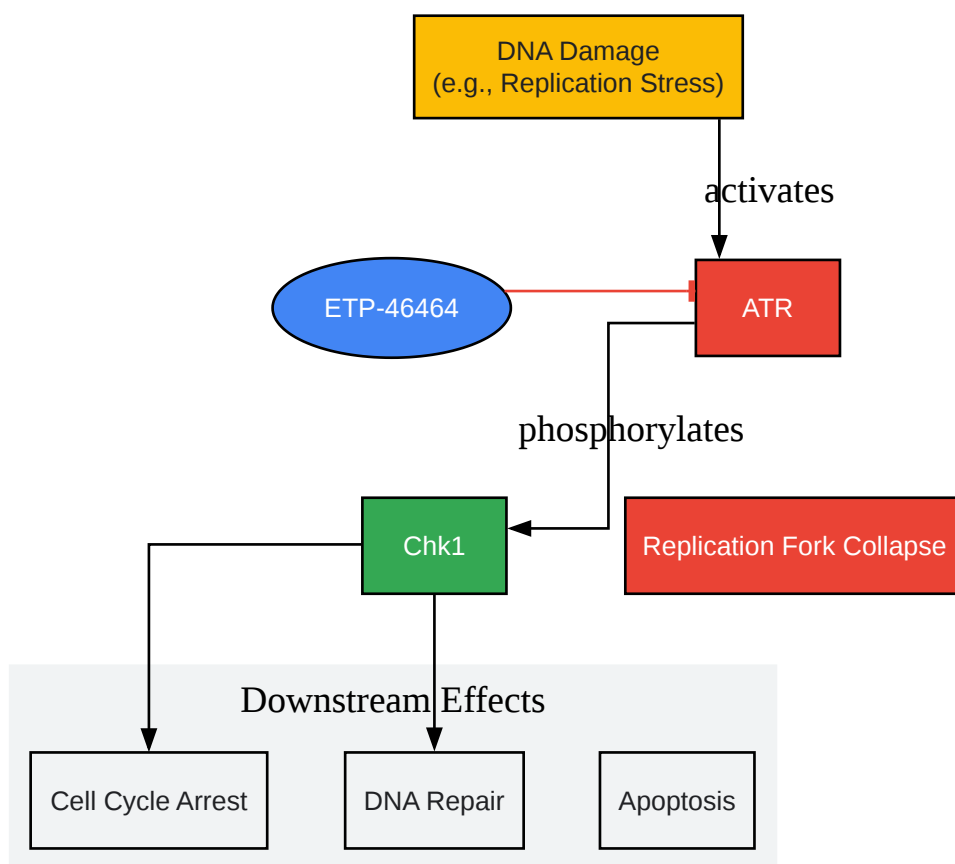 DNA Damage
(e.g., Replication Stress)
activates
ETP-46464
ATR
phosphorylates
Chk1
Replication Fork Collapse
Downstream Effects
Cell Cycle Arrest
DNA Repair
Apoptosis